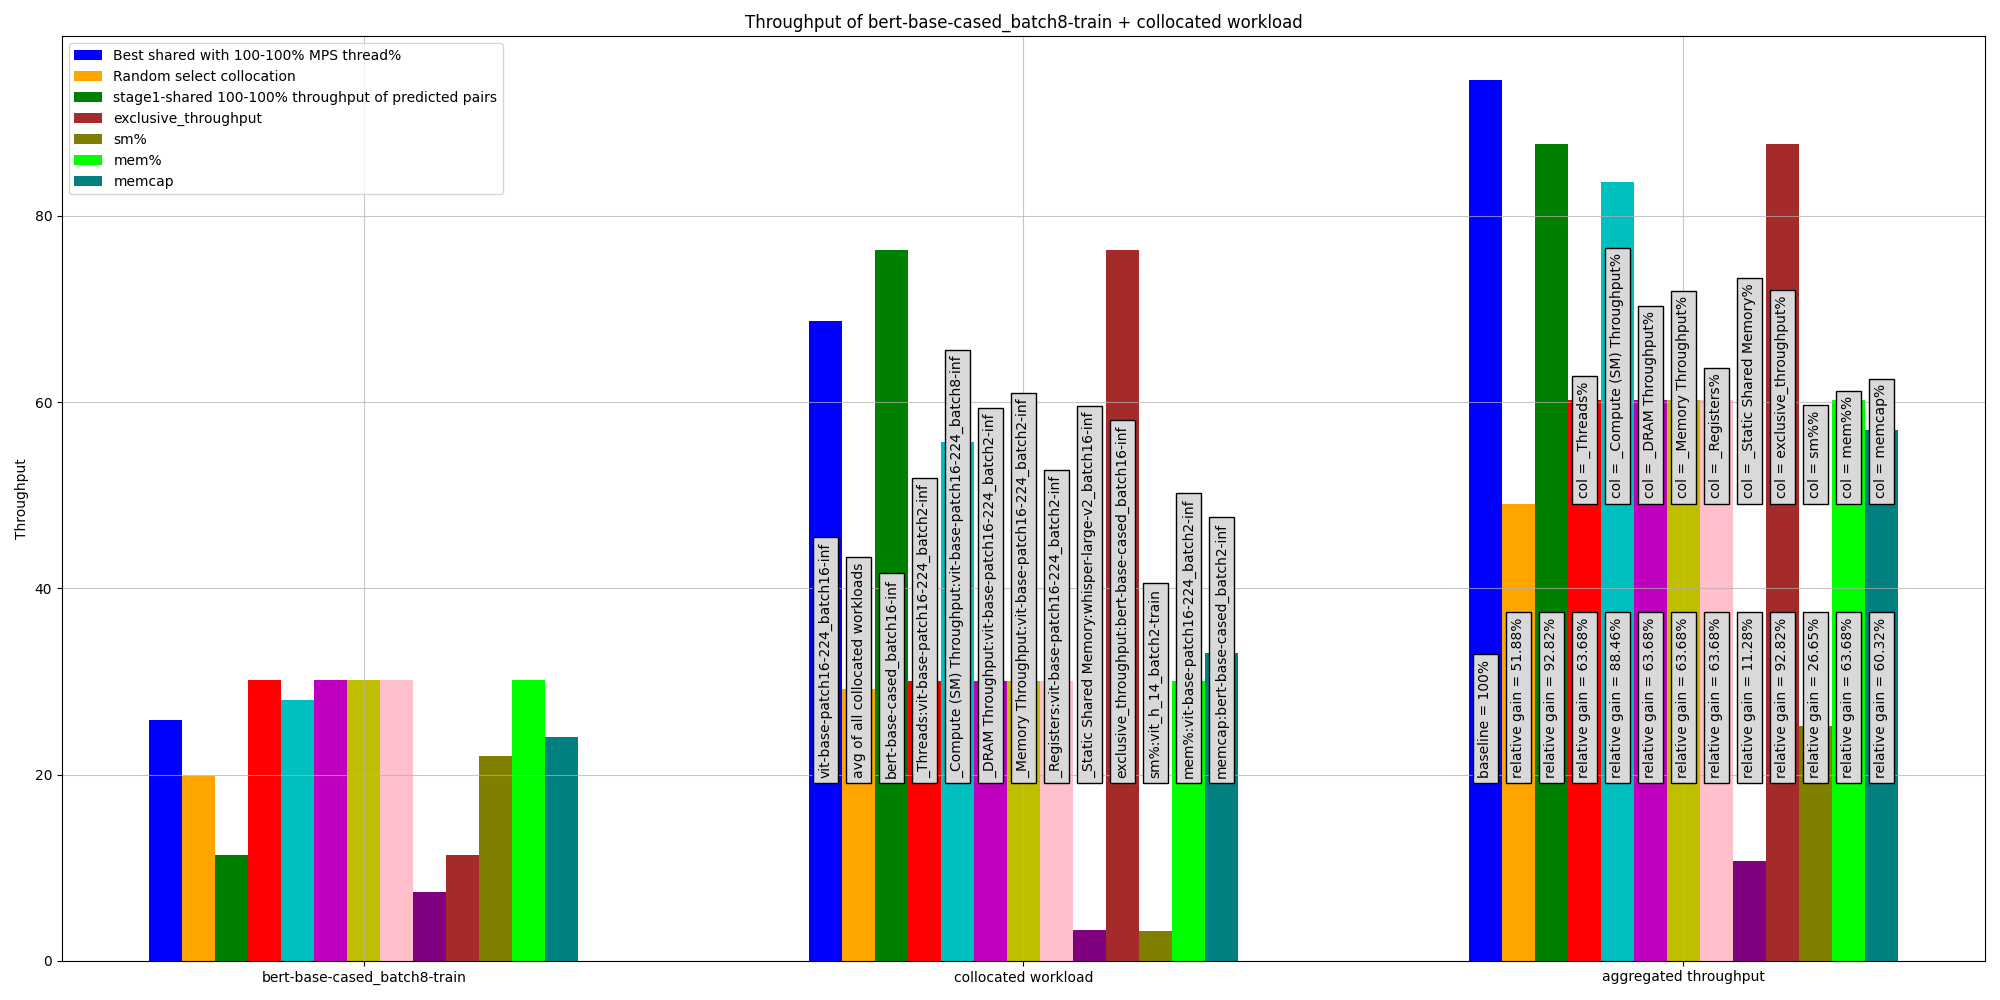 Throughput of bert-base-cased_batch8-train + collocated workload
Best shared with 100-100% MPS thread%
Random select collocation
stage1-shared 100-100% throughput of predicted pairs
exclusive_throughput
sm%
mem%
memcap
Throughput
80
60
40
20
0
vit-base-patch16-224_batch16-inf
avg of all collocated workloads
bert-base-cased_batch16-inf
_Threads:vit-base-patch16-224_batch2-inf
_Compute (SM) Throughput:vit-base-patch16-224_batch8-inf
_DRAM Throughput:vit-base-patch16-224_batch2-inf
_Memory Throughput:vit-base-patch16-224_batch2-inf
_Registers:vit-base-patch16-224_batch2-inf
_Static Shared Memory:whisper-large-v2_batch16-inf
exclusive_throughput:bert-base-cased_batch16-inf
sm%:vit_h_14_batch2-train
mem%:vit-base-patch16-224_batch2-inf
memcap:bert-base-cased_batch2-inf
col = _Threads%
col = _Compute (SM) Throughput%
col = _DRAM Throughput%
col = _Memory Throughput%
col = _Registers%
col = _Static Shared Memory%
col = exclusive_throughput%
col = sm%%
col = mem%%
col = memcap%
baseline = 100%
relative gain = 51.88%
relative gain = 92.82%
relative gain = 63.68%
relative gain = 88.46%
relative gain = 63.68%
relative gain = 63.68%
relative gain = 63.68%
relative gain = 11.28%
relative gain = 92.82%
relative gain = 26.65%
relative gain = 63.68%
relative gain = 60.32%
bert-base-cased_batch8-train
collocated workload
aggregated throughput